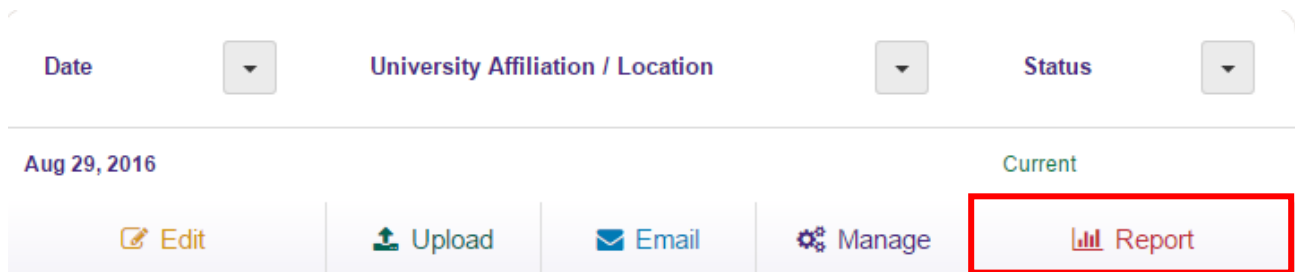 Date University Affiliation / Location Status
Aug 29, 2016 Current
Edit Upload Email Manage Report